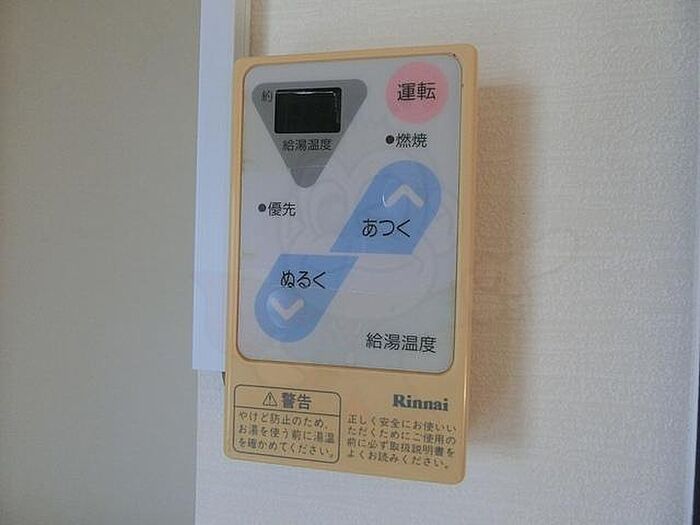 約
運転
給湯温度
燃焼
優先
あつく
ぬるく
給湯温度
Rinnai
⚠警告
やけど防止のため、
お湯を使う前に湯温
を確かめてください。
正しく安全にお使いい
ただくためにご使用の
前に必ず取扱説明書を
よくお読みください。